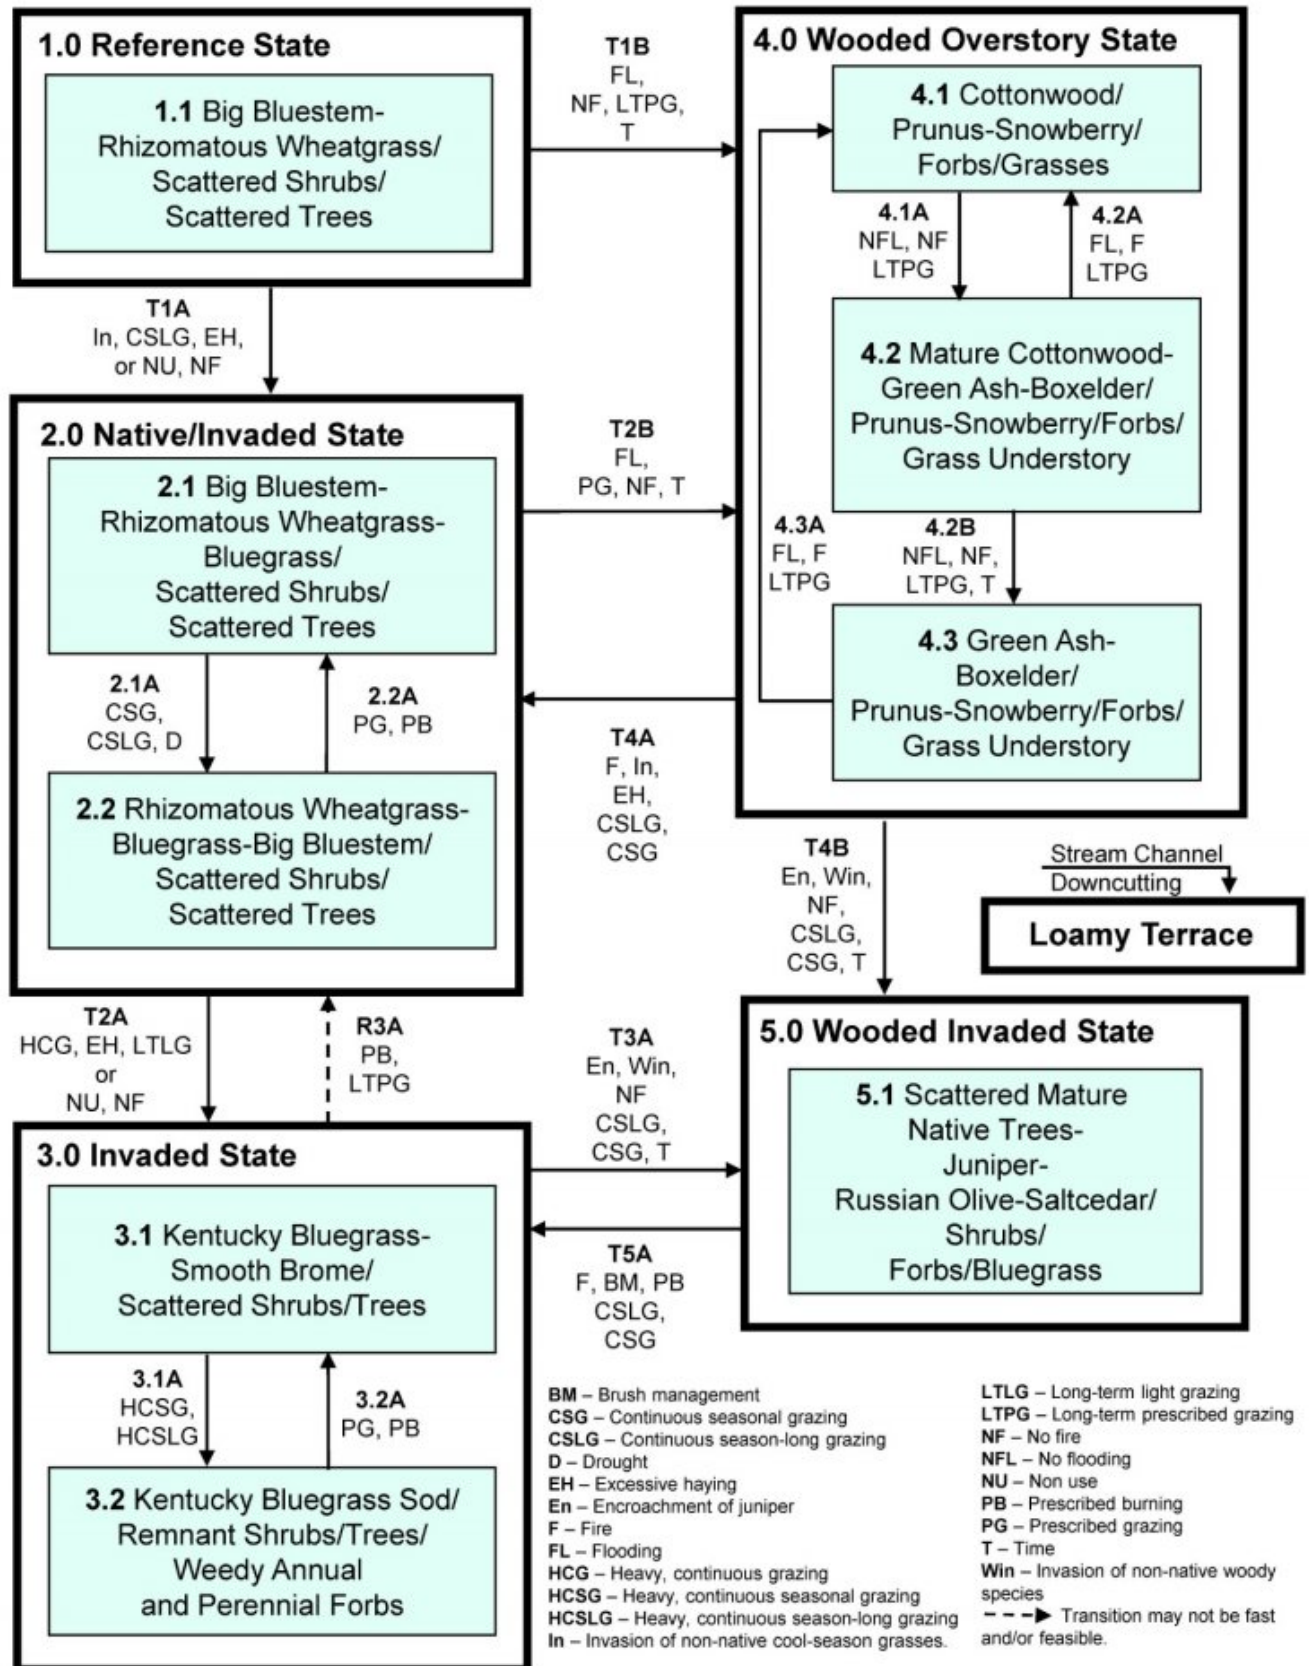 1.0 Reference State
1.1 Big Bluestem-
Rhizomatous Wheatgrass/
Scattered Shrubs/
Scattered Trees
T1B
FL,
NF, LTPG,
T
T1A
In, CSLG, EH,
or NU, NF
2.0 Native/Invaded State
2.1 Big Bluestem-
Rhizomatous Wheatgrass-
Bluegrass/
Scattered Shrubs/
Scattered Trees
2.1A
CSG,
CSLG, D
2.2A
PG, PB
2.2 Rhizomatous Wheatgrass-
Bluegrass-Big Bluestem/
Scattered Shrubs/
Scattered Trees
T2B
FL,
PG, NF, T
T4A
F, In,
EH,
CSLG,
CSG
4.0 Wooded Overstory State
4.1 Cottonwood/
Prunus-Snowberry/
Forbs/Grasses
4.1A
NFL, NF
LTPG
4.2A
FL, F
LTPG
4.2 Mature Cottonwood-
Green Ash-Boxelder/
Prunus-Snowberry/Forbs/
Grass Understory
4.3A
FL, F
LTPG
4.2B
NFL, NF,
LTPG, T
4.3 Green Ash-
Boxelder/
Prunus-Snowberry/Forbs/
Grass Understory
T4B
En, Win,
NF,
CSLG,
CSG, T
Stream Channel
Downcutting
Loamy Terrace
T2A
HCG, EH, LTLG
or
NU, NF
R3A
PB,
LTPG
3.0 Invaded State
3.1 Kentucky Bluegrass-
Smooth Brome/
Scattered Shrubs/Trees
3.1A
HCSG,
HCSLG
3.2A
PG, PB
3.2 Kentucky Bluegrass Sod/
Remnant Shrubs/Trees/
Weedy Annual
and Perennial Forbs
T3A
En, Win,
NF
CSLG,
CSG, T
T5A
F, BM, PB
CSLG,
CSG
5.0 Wooded Invaded State
5.1 Scattered Mature
Native Trees-
Juniper-
Russian Olive-Saltcedar/
Shrubs/
Forbs/Bluegrass
BM – Brush management
CSG – Continuous seasonal grazing
CSLG – Continuous season-long grazing
D – Drought
EH – Excessive haying
En – Encroachment of juniper
F – Fire
FL – Flooding
HCG – Heavy, continuous grazing
HCSG – Heavy, continuous seasonal grazing
HCSLG – Heavy, continuous season-long grazing
In – Invasion of non-native cool-season grasses.
LTLG – Long-term light grazing
LTPG – Long-term prescribed grazing
NF – No fire
NFL – No flooding
NU – Non use
PB – Prescribed burning
PG – Prescribed grazing
T – Time
Win – Invasion of non-native woody
species
Transition may not be fast
and/or feasible.